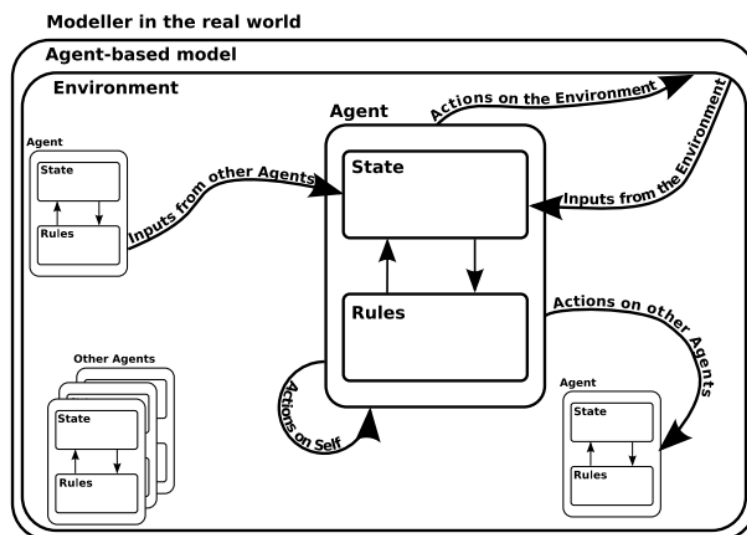 Modeller in the real world
Agent-based model
Environment
Agent
State
Rules
Inputs from other Agents
Agent
State
Rules
Actions on the Environment
Inputs from the Environment
Actions on other Agents
Actions on Self
Other Agents
State
Rules
Agent
State
Rules